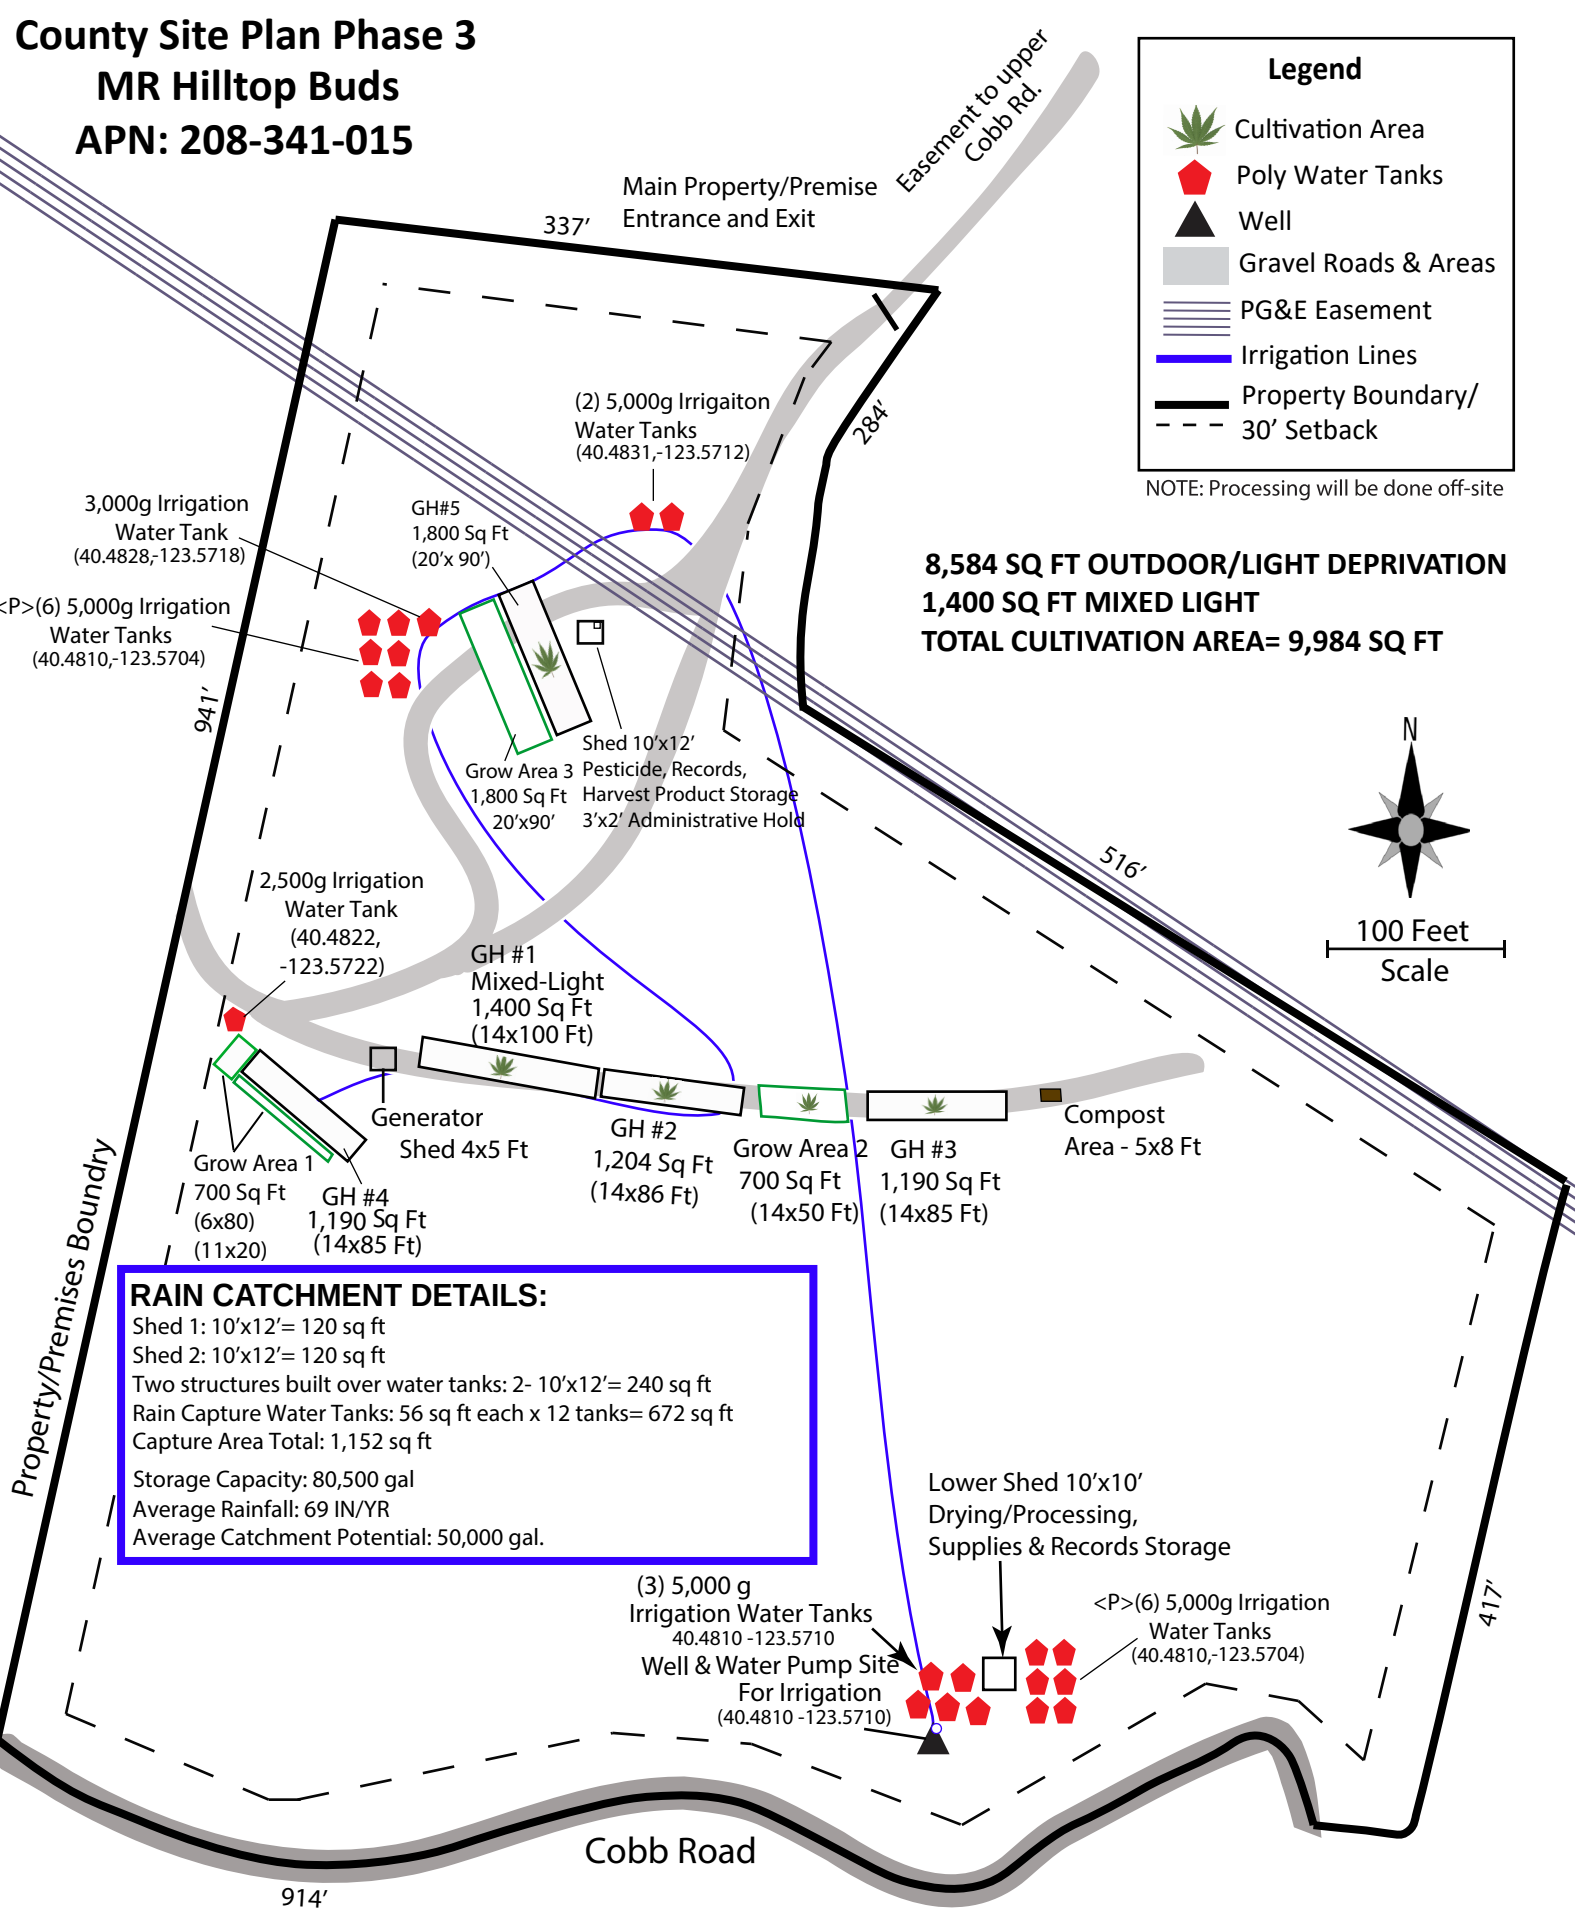 County Site Plan Phase 3
MR Hilltop Buds
APN: 208-341-015
Easement to upper
Cobb Rd.
Legend
Cultivation Area
Poly Water Tanks
Well
Gravel Roads & Areas
PG&E Easement
Irrigation Lines
Property Boundary/
30’ Setback
NOTE: Processing will be done off-site
Main Property/Premise
Entrance and Exit
337’
284’
(2) 5,000g Irrigaiton
Water Tanks
(40.4831,-123.5712)
3,000g Irrigation
Water Tank
(40.4828,-123.5718)
GH#5
1,800 Sq Ft
(20’x 90’)
<P>(6) 5,000g Irrigation
Water Tanks
(40.4810,-123.5704)
8,584 SQ FT OUTDOOR/LIGHT DEPRIVATION
1,400 SQ FT MIXED LIGHT
TOTAL CULTIVATION AREA= 9,984 SQ FT
941’
Grow Area 3
1,800 Sq Ft
20’x90’
Shed 10’x12’
Pesticide, Records,
Harvest Product Storage
3’x2’ Administrative Hold
N
100 Feet
Scale
516’
2,500g Irrigation
Water Tank
(40.4822,
-123.5722)
GH #1
Mixed-Light
1,400 Sq Ft
(14x100 Ft)
Generator
Shed 4x5 Ft
Grow Area 1
700 Sq Ft
(6x80)
(11x20)
GH #4
1,190 Sq Ft
(14x85 Ft)
GH #2
1,204 Sq Ft
(14x86 Ft)
Grow Area 2
700 Sq Ft
(14x50 Ft)
GH #3
1,190 Sq Ft
(14x85 Ft)
Compost
Area - 5x8 Ft
Property/Premises Boundry
RAIN CATCHMENT DETAILS:
Shed 1: 10’x12’= 120 sq ft
Shed 2: 10’x12’= 120 sq ft
Two structures built over water tanks: 2- 10’x12’= 240 sq ft
Rain Capture Water Tanks: 56 sq ft each x 12 tanks= 672 sq ft
Capture Area Total: 1,152 sq ft
Storage Capacity: 80,500 gal
Average Rainfall: 69 IN/YR
Average Catchment Potential: 50,000 gal.
Lower Shed 10’x10’
Drying/Processing,
Supplies & Records Storage
(3) 5,000 g
Irrigation Water Tanks
40.4810 -123.5710
Well & Water Pump Site
For Irrigation
(40.4810 -123.5710)
<P>(6) 5,000g Irrigation
Water Tanks
(40.4810,-123.5704)
417’
Cobb Road
914’